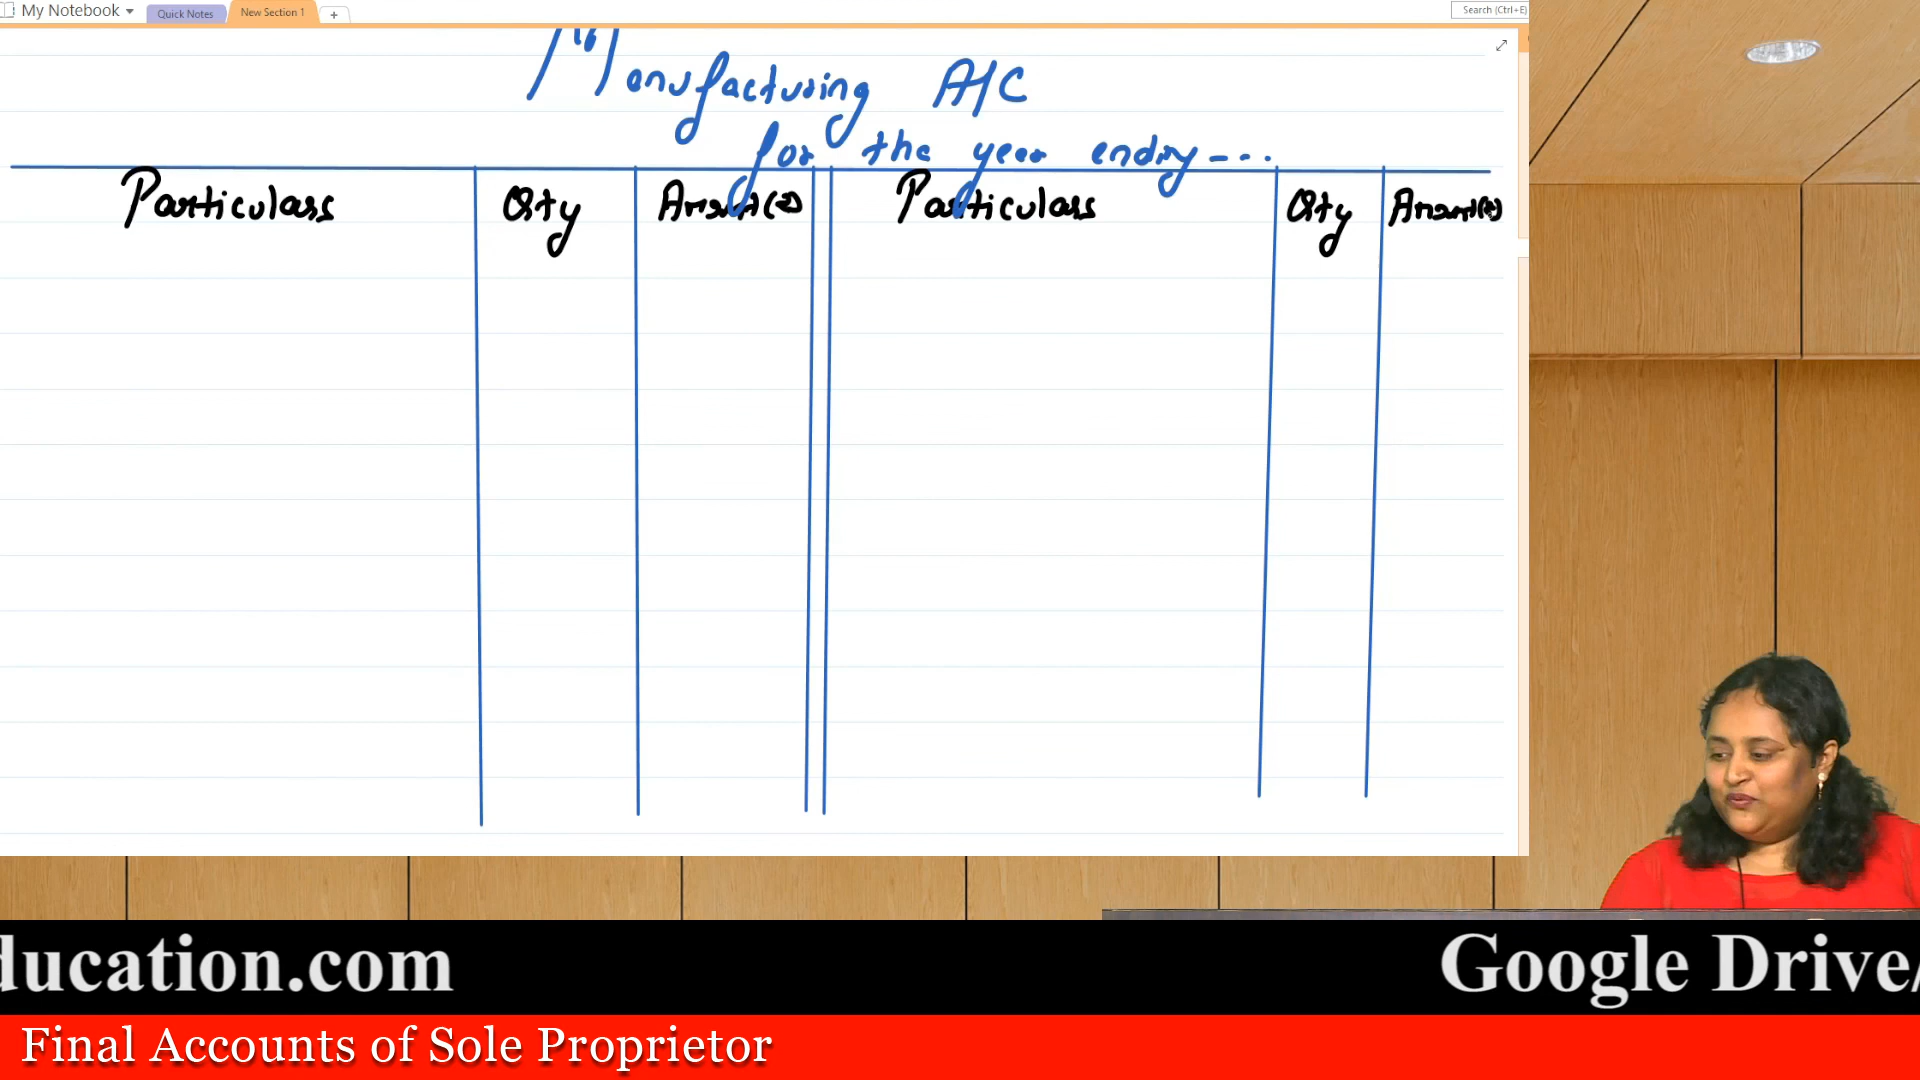 My Notebook Quick Notes New Section 1 + Search (Ctrl+E)
Manufacturing A/C
for the year ending ---
Particulars Qty Amount(₹) Particulars Qty Amount(₹)
ducation.com Google Drive/
Final Accounts of Sole Proprietor